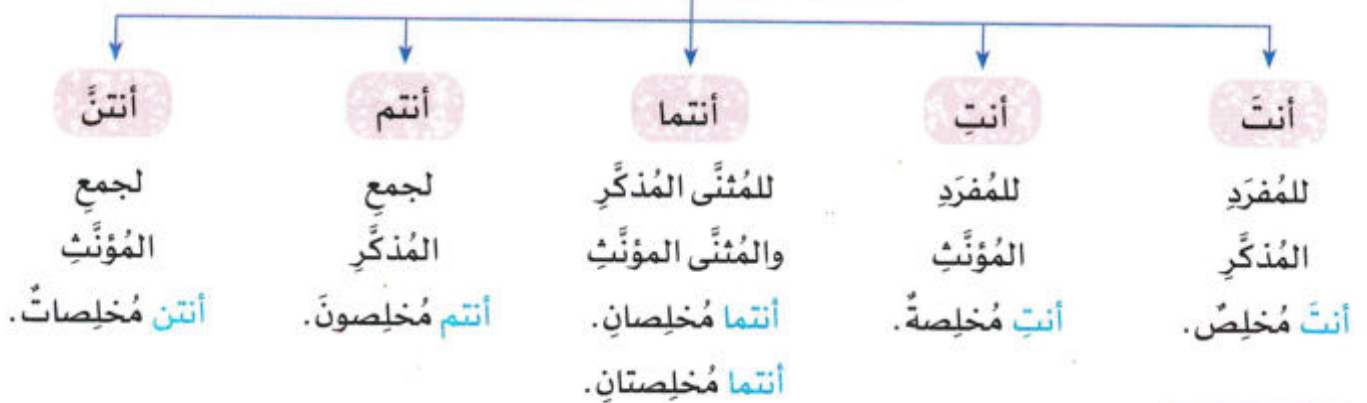 أنتَ
للمُفرَدِ
المُذكَّرِ
أنتَ مُخلِصٌ.
أنتِ
للمُفرَدِ
المُؤنَّثِ
أنتِ مُخلِصةٌ.
أنتما
للمُثنَّى المُذكَّرِ
والمُثنَّى المؤنَّثِ
أنتما مُخلِصانِ.
أنتما مُخلِصتانِ.
أنتم
لجمعِ
المُذكَّرِ
أنتم مُخلِصونَ.
أنتنَّ
لجمعِ
المُؤنَّثِ
أنتن مُخلِصاتٌ.